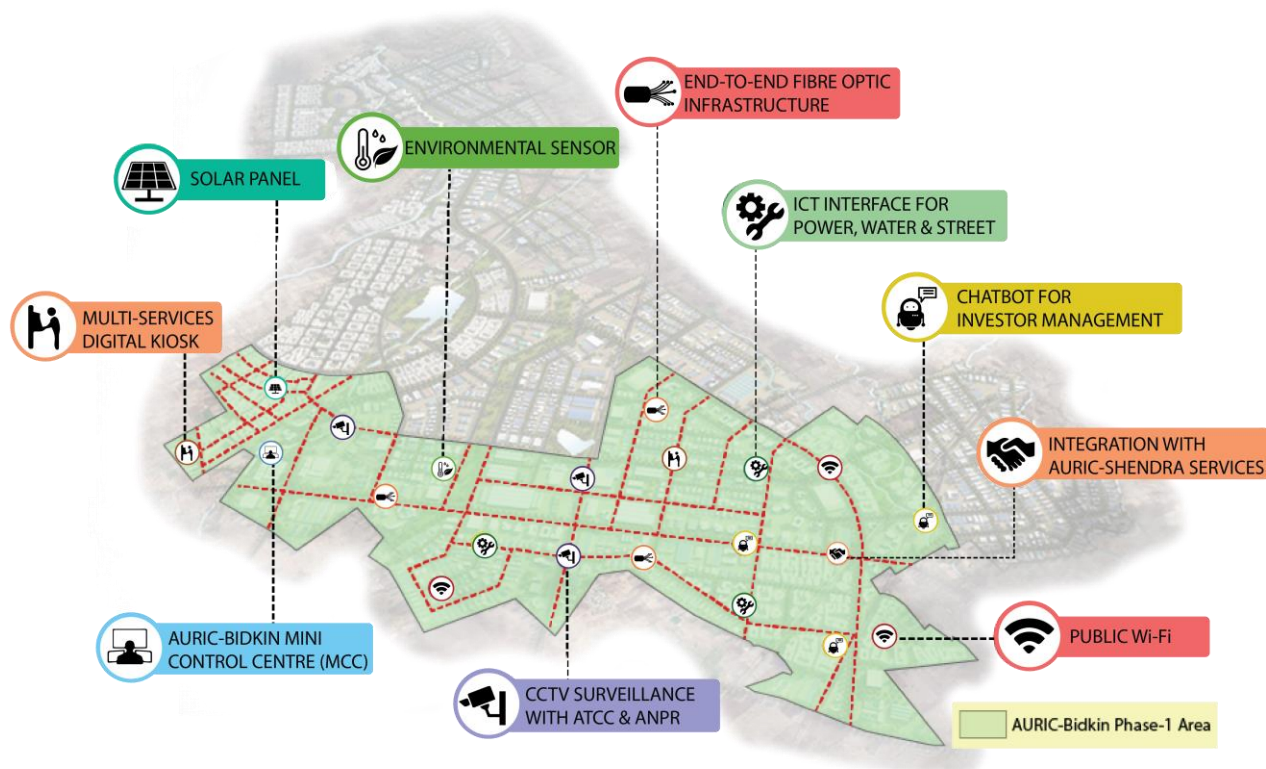 END-TO-END FIBRE OPTIC
INFRASTRUCTURE
ENVIRONMENTAL SENSOR
SOLAR PANEL
ICT INTERFACE FOR
POWER, WATER & STREET
CHATBOT FOR
INVESTOR MANAGEMENT
MULTI-SERVICES
DIGITAL KIOSK
INTEGRATION WITH
AURIC-SHENDRA SERVICES
AURIC-BIDKIN MINI
CONTROL CENTRE (MCC)
PUBLIC Wi-Fi
CCTV SURVEILLANCE
WITH ATCC & ANPR
AURIC-Bidkin Phase-1 Area